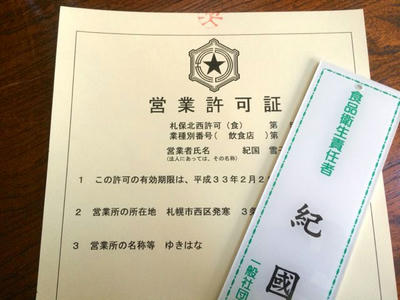 営業許可証
札保北西許可（食） 第
業種別番号（ 飲食店 ）第
営業者氏名 紀国 雪
（法人にあっては、その名称）
1 この許可の有効期限は、平成33年2月2
2 営業所の所在地 札幌市西区発寒 3条
3 営業所の名称等 ゆきはな
食品衛生責任者
紀國
一般社団